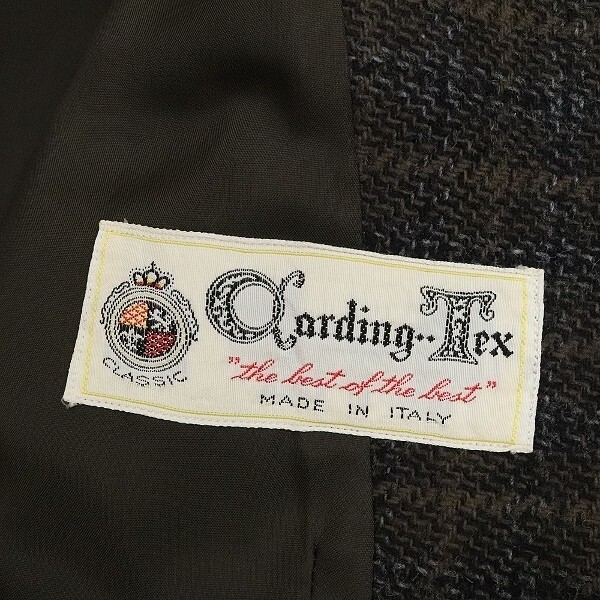 Carding-Tex
"the best of the best"
MADE IN ITALY
CLASSIC